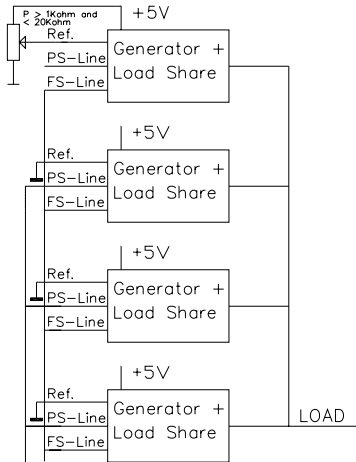 P > 1Kohm and
< 20Kohm
+5V
Ref.
PS-Line
FS-Line
Generator +
Load Share
+5V
Ref.
PS-Line
FS-Line
Generator +
Load Share
+5V
Ref.
PS-Line
FS-Line
Generator +
Load Share
+5V
Ref.
PS-Line
FS-Line
Generator +
Load Share
LOAD